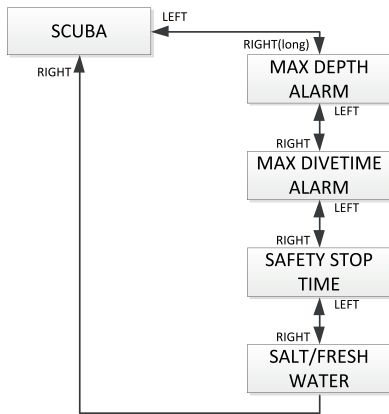 SCUBA
LEFT
RIGHT(long)
RIGHT
MAX DEPTH
ALARM
LEFT
RIGHT
MAX DIVETIME
ALARM
LEFT
RIGHT
SAFETY STOP
TIME
LEFT
RIGHT
SALT/FRESH
WATER